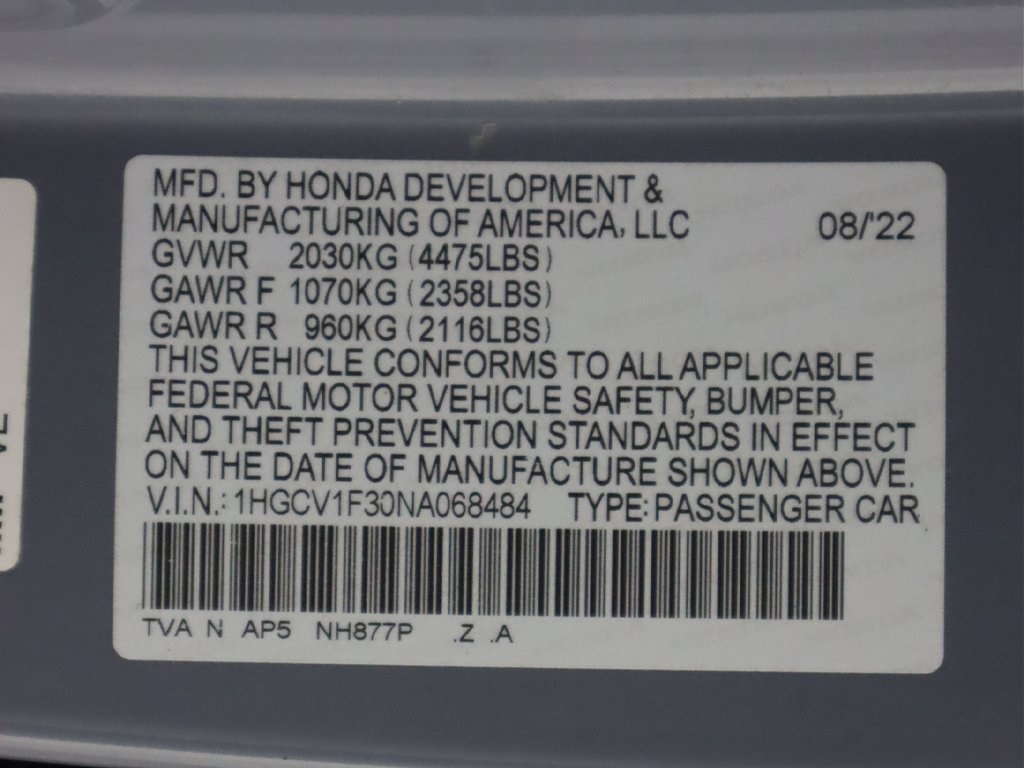 MFD. BY HONDA DEVELOPMENT &
MANUFACTURING OF AMERICA, LLC 08/'22
GVWR 2030KG (4475LBS)
GAWR F 1070KG (2358LBS)
GAWR R 960KG (2116LBS)
THIS VEHICLE CONFORMS TO ALL APPLICABLE
FEDERAL MOTOR VEHICLE SAFETY, BUMPER,
AND THEFT PREVENTION STANDARDS IN EFFECT
ON THE DATE OF MANUFACTURE SHOWN ABOVE.
V.I.N.: 1HGCV1F30NA068484 TYPE: PASSENGER CAR
TVA N AP5 NH877P .Z .A